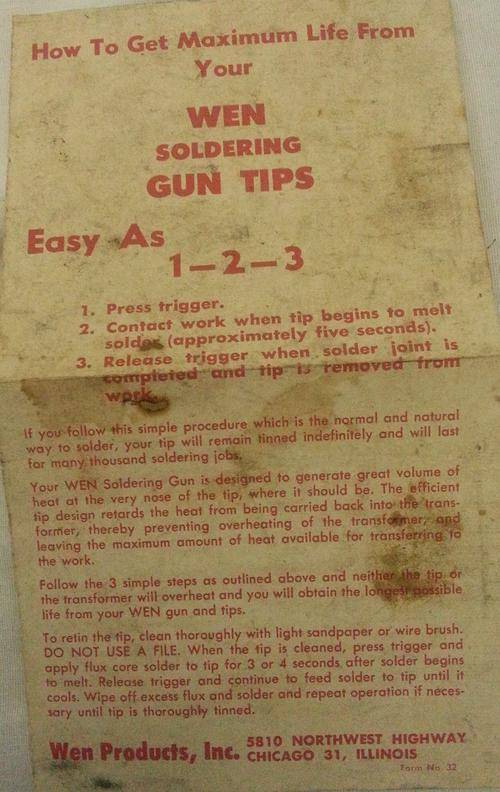 How To Get Maximum Life From
Your
WEN
SOLDERING
GUN TIPS
Easy As
1—2—3
1. Press trigger.
2. Contact work when tip begins to melt
solder (approximately five seconds).
3. Release trigger when solder joint is
completed and tip is removed from
work.
If you follow this simple procedure which is the normal and natural
way to solder, your tip will remain tinned indefinitely and will last
for many thousand soldering jobs.
Your WEN Soldering Gun is designed to generate great volume of
heat at the very nose of the tip, where it should be. The efficient
tip design retards the heat from being carried back into the trans-
former, thereby preventing overheating of the transformer, and
leaving the maximum amount of heat available for transferring to
the work.
Follow the 3 simple steps as outlined above and neither the tip or
the transformer will overheat and you will obtain the longest possible
life from your WEN gun and tips.
To retin the tip, clean thoroughly with light sandpaper or wire brush.
DO NOT USE A FILE. When the tip is cleaned, press trigger and
apply flux core solder to tip for 3 or 4 seconds after solder begins
to melt. Release trigger and continue to feed solder to tip until it
cools. Wipe off excess flux and solder and repeat operation if neces-
sary until tip is thoroughly tinned.
Wen Products, Inc. 5810 NORTHWEST HIGHWAY
CHICAGO 31, ILLINOIS
Form No. 32